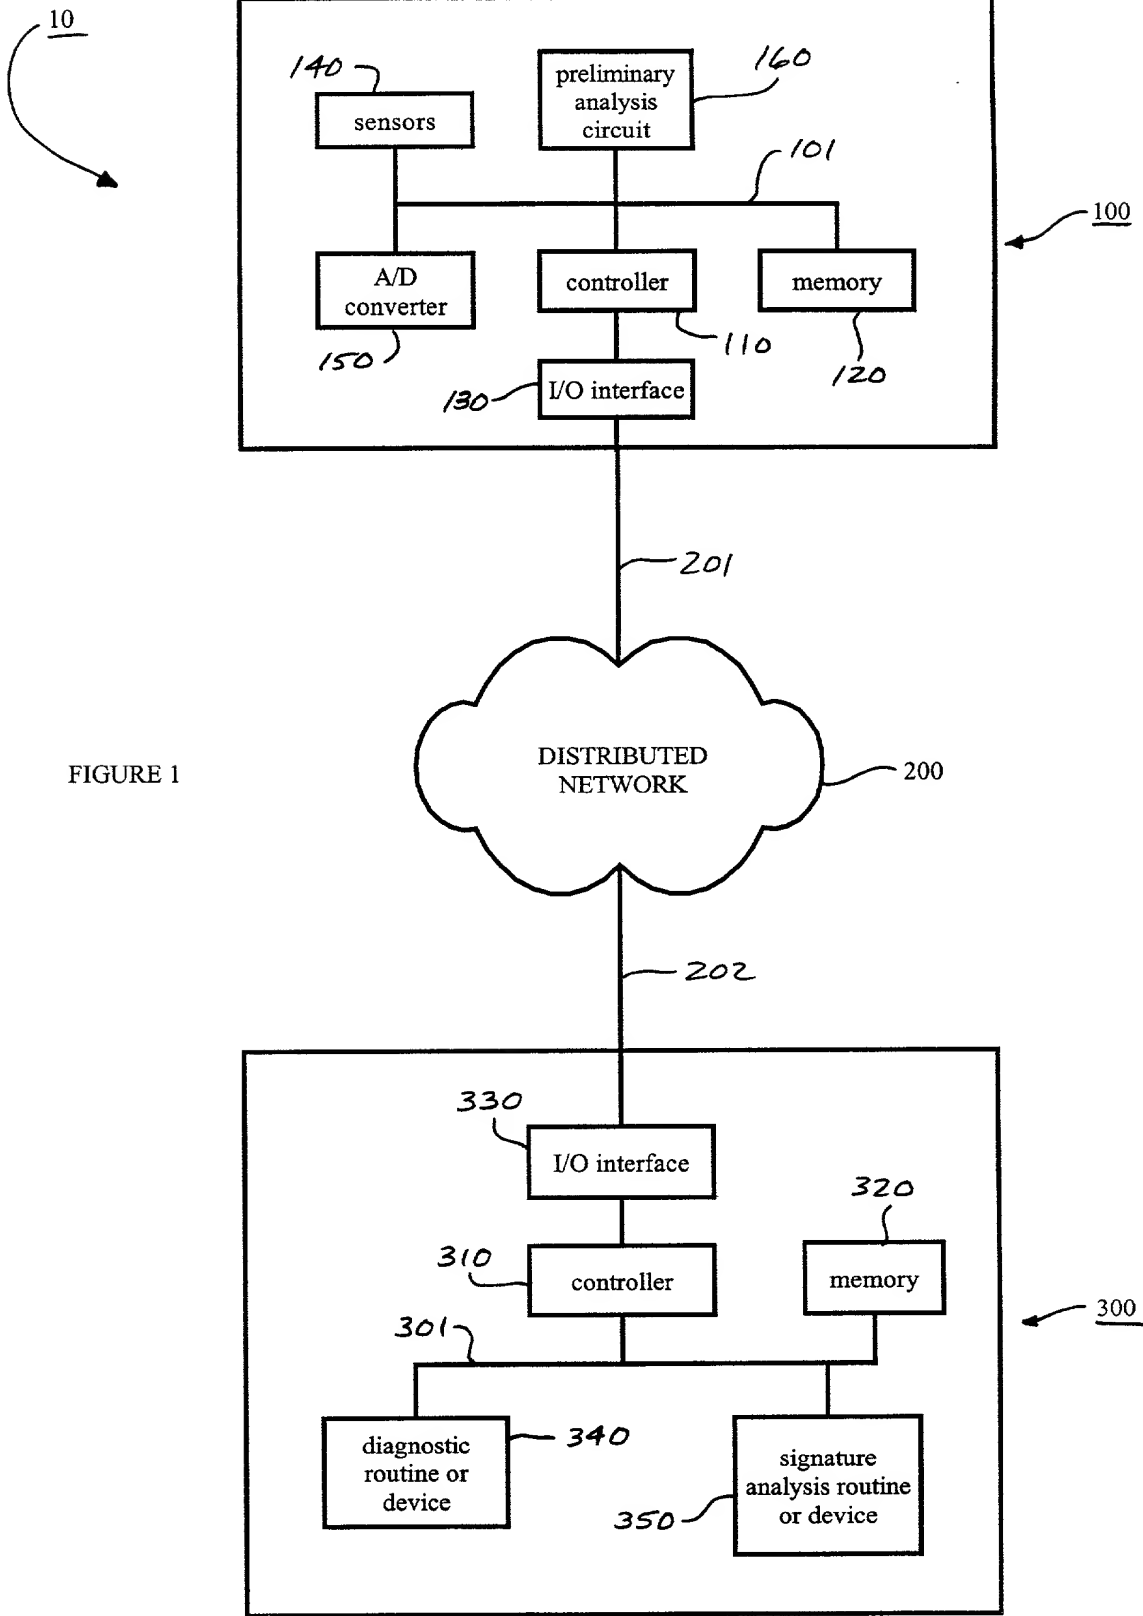 10
140
160
preliminary
analysis
circuit
sensors
101
100
A/D
converter
controller
memory
150
110
120
130
I/O interface
201
DISTRIBUTED
NETWORK
FIGURE 1
200
202
330
I/O interface
320
310
controller
memory
301
300
diagnostic
routine or
device
340
signature
analysis routine
or device
350